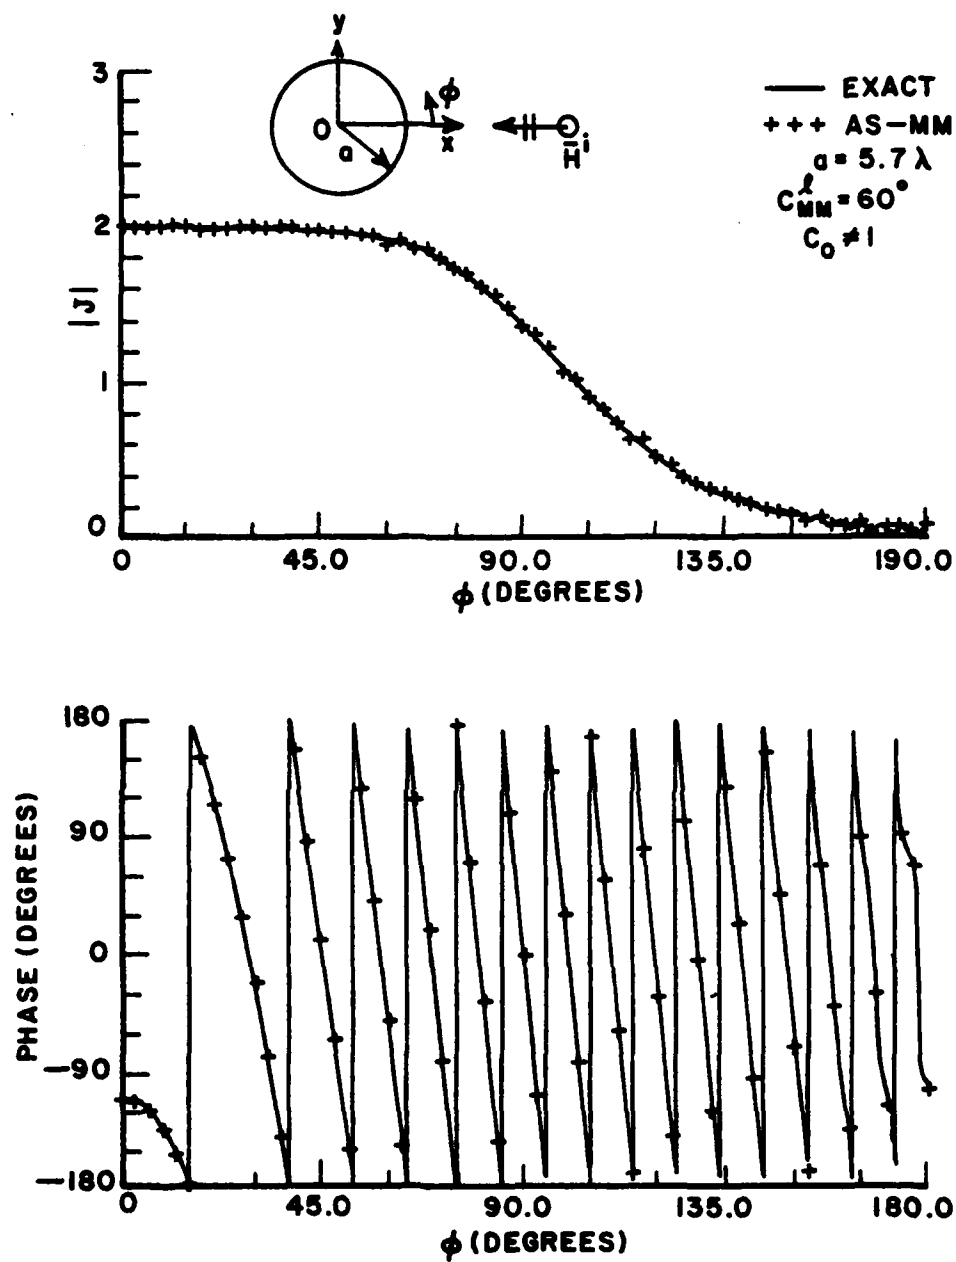 y
3
ϕ
EXACT
O
x
H̄ⁱ
+++ AS-MM
a
a = 5.7 λ
C^ℓ_MM = 60°
C_O ≠ 1
2
|J|
1
0
0 45.0 90.0 135.0 190.0
ϕ (DEGREES)
180
90
0
PHASE (DEGREES)
-90
-180
0 45.0 90.0 135.0 180.0
ϕ (DEGREES)